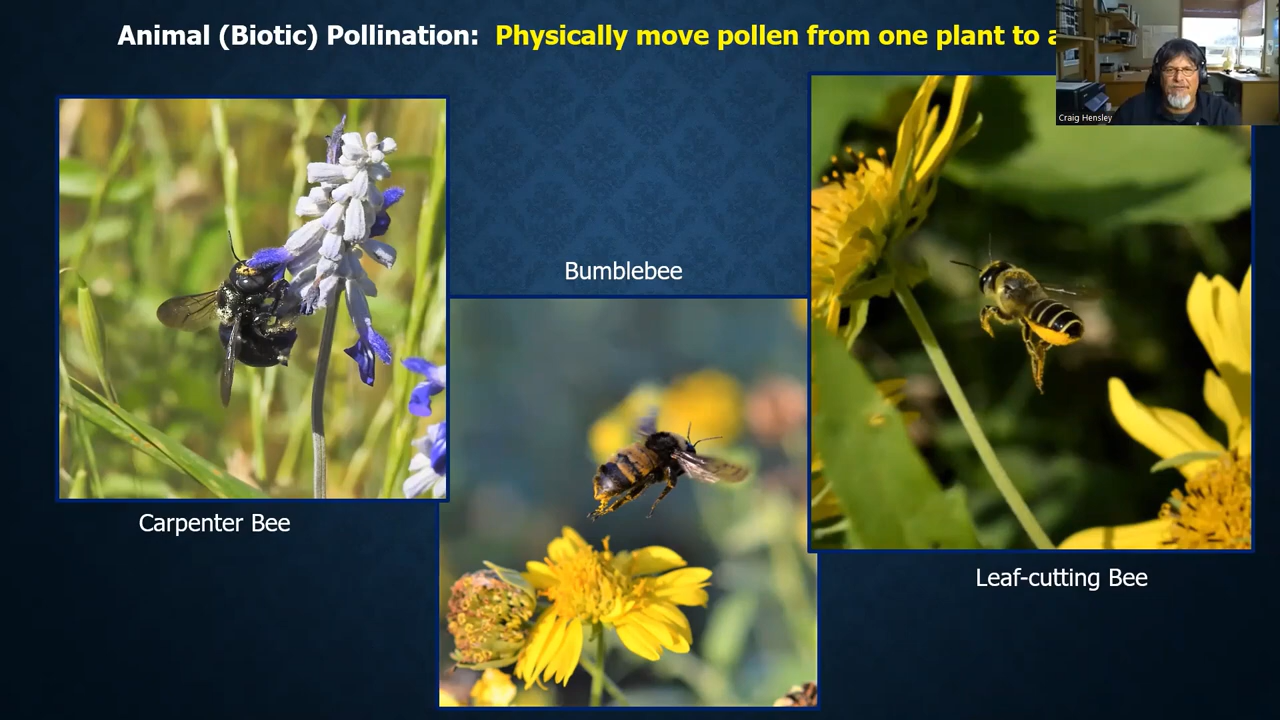 Animal (Biotic) Pollination: Physically move pollen from one plant to
Craig Hensley
Bumblebee
Carpenter Bee
Leaf-cutting Bee